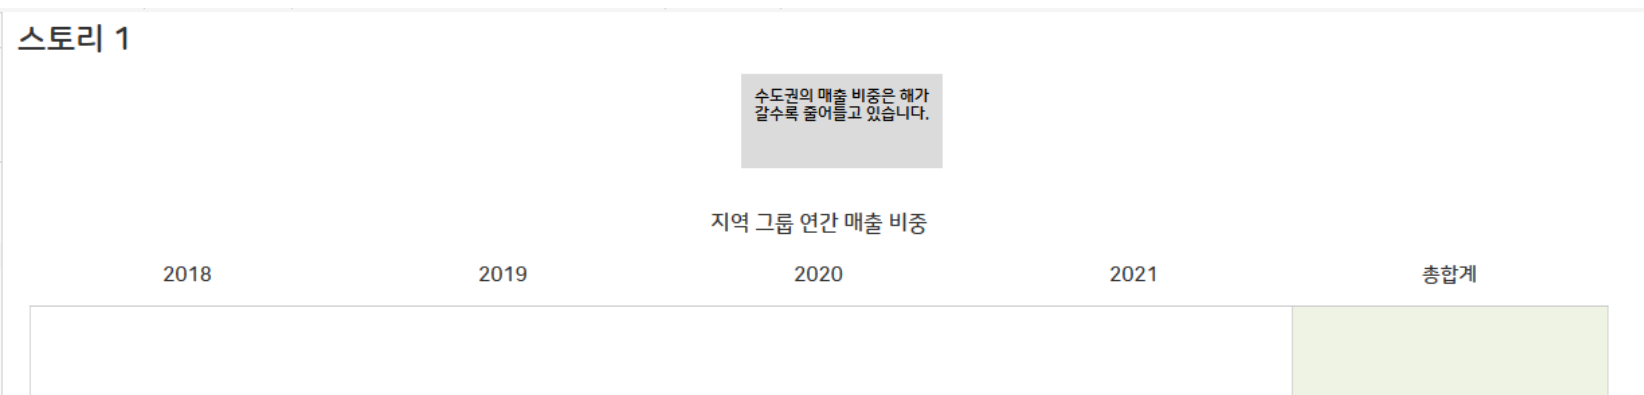 스토리 1
수도권의 매출 비중은 해가
갈수록 줄어들고 있습니다.
지역 그룹 연간 매출 비중
2018 2019 2020 2021 총합계